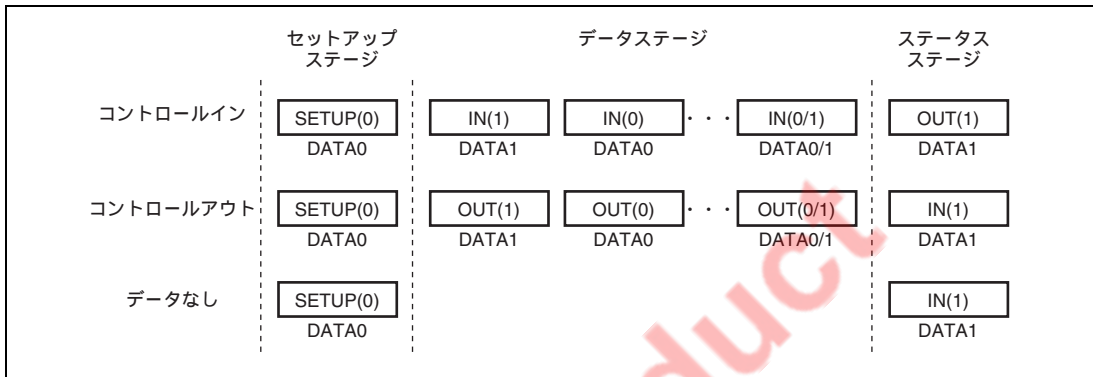 セットアップ
ステージ
データステージ
ステータス
ステージ
コントロールイン
SETUP(0)
IN(1)
IN(0)
・・・
IN(0/1)
OUT(1)
DATA0
DATA1
DATA0
DATA0/1
DATA1
コントロールアウト
SETUP(0)
OUT(1)
OUT(0)
・・・
OUT(0/1)
IN(1)
DATA0
DATA1
DATA0
DATA0/1
DATA1
データなし
SETUP(0)
IN(1)
DATA0
DATA1
duct